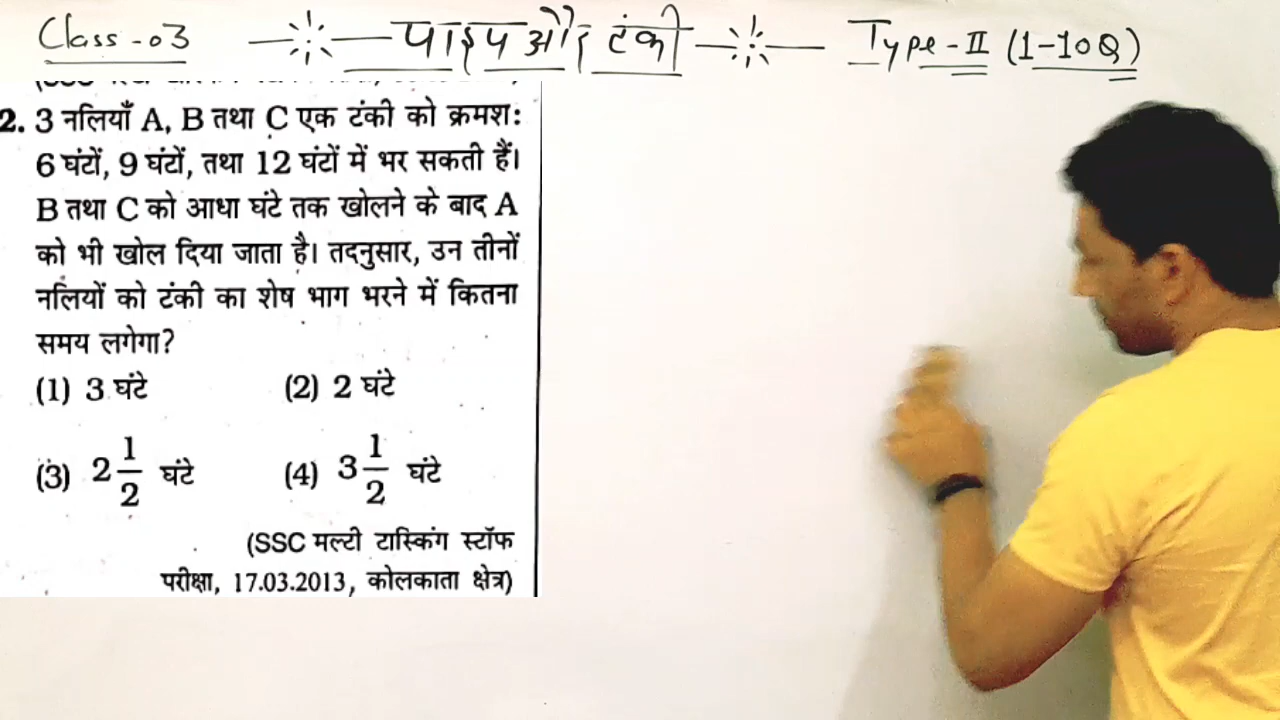 Class -03 पाइप और टंकी Type - II (1-10Q)
2. 3 नलियाँ A, B तथा C एक टंकी को क्रमश:
6 घंटों, 9 घंटों, तथा 12 घंटों में भर सकती हैं।
B तथा C को आधा घंटे तक खोलने के बाद A
को भी खोल दिया जाता है। तदनुसार, उन तीनों
नलियों को टंकी का शेष भाग भरने में कितना
समय लगेगा?
(1) 3 घंटे (2) 2 घंटे
(3) 2 1/2 घंटे (4) 3 1/2 घंटे
(SSC मल्टी टास्किंग स्टॉफ
परीक्षा, 17.03.2013, कोलकाता क्षेत्र)